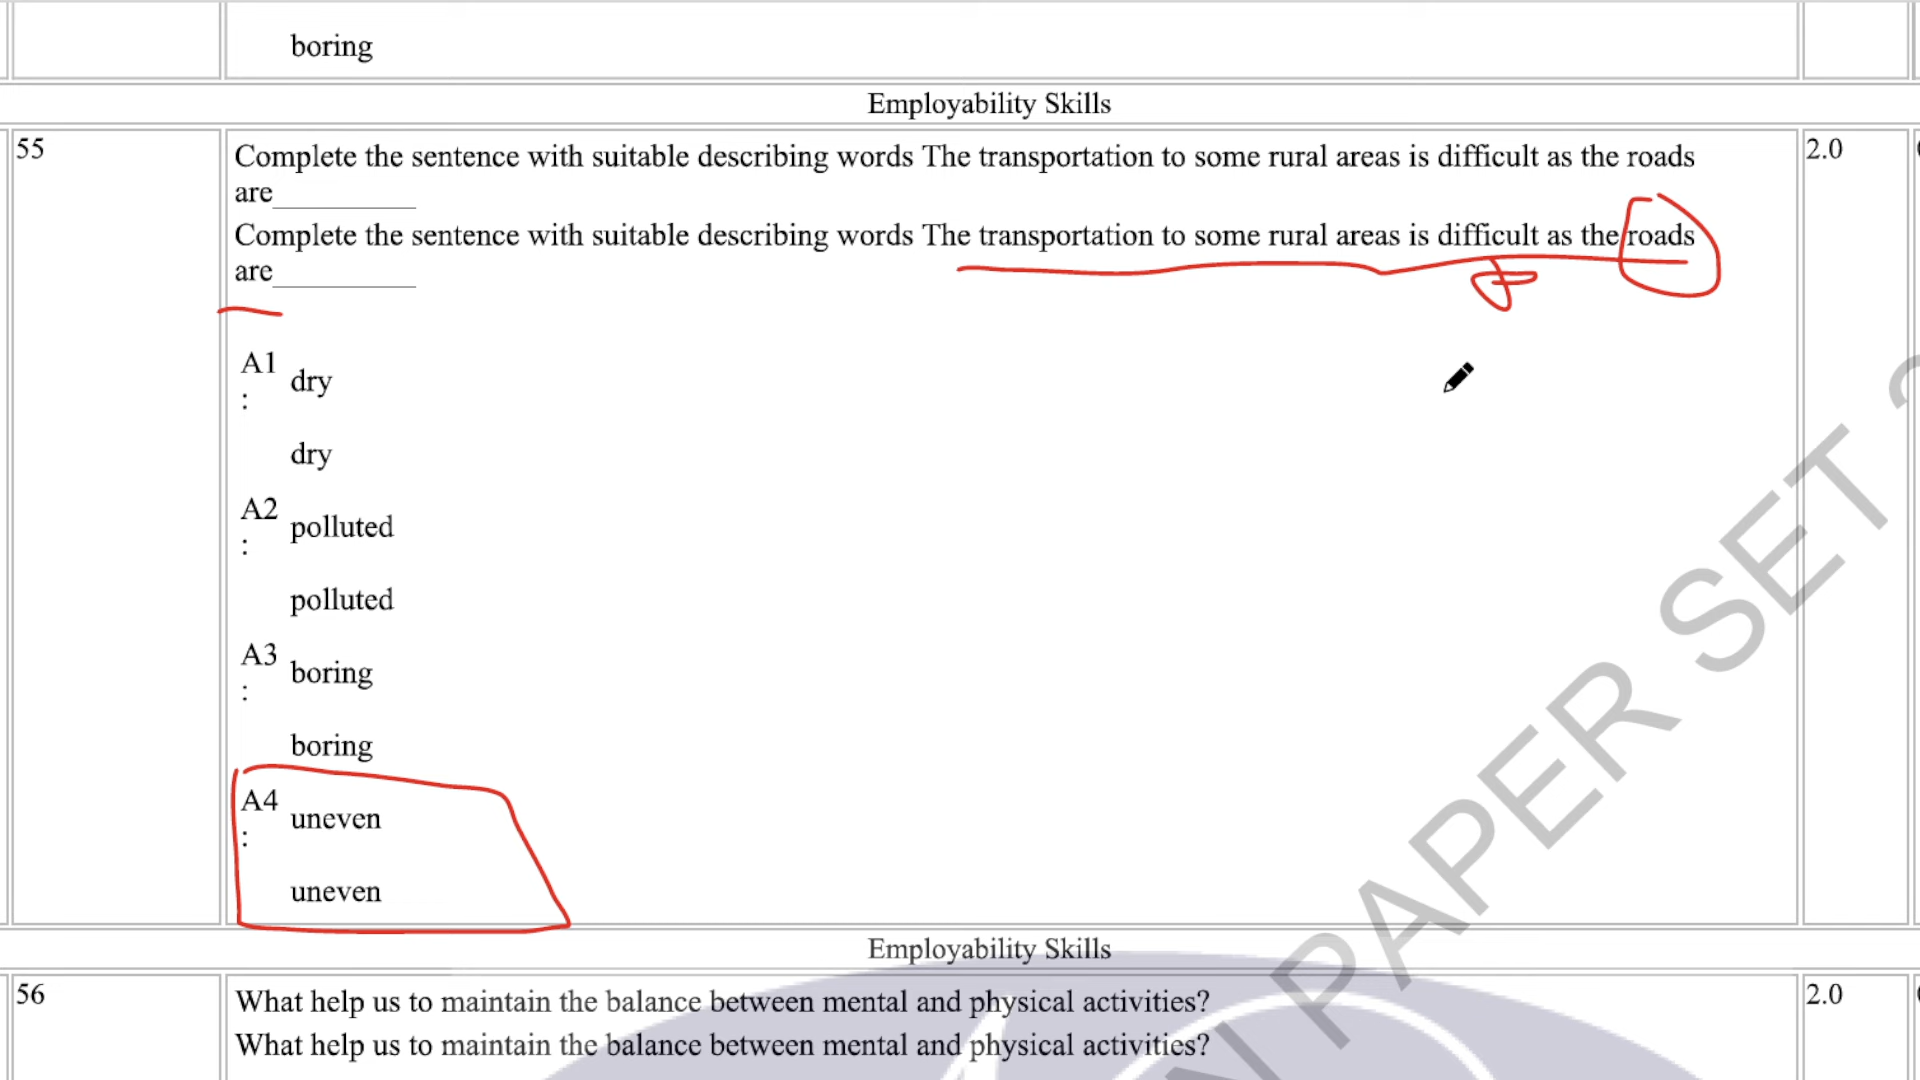 boring
Employability Skills
55
Complete the sentence with suitable describing words The transportation to some rural areas is difficult as the roads
2.0
are__________
Complete the sentence with suitable describing words The transportation to some rural areas is difficult as the roads
are__________
A1
:
dry
dry
A2
:
polluted
polluted
A3
:
boring
boring
A4
:
uneven
uneven
Employability Skills
56
What help us to maintain the balance between mental and physical activities?
2.0
What help us to maintain the balance between mental and physical activities?
N PAPER SET